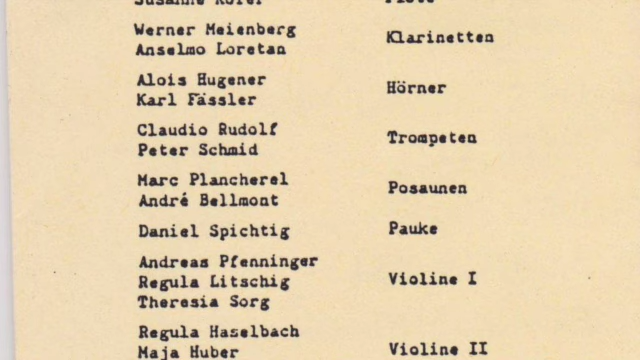 Werner Meienberg
Anselmo Loretan
Klarinetten
Alois Hugener
Karl Fässler
Hörner
Claudio Rudolf
Peter Schmid
Trompeten
Marc Plancherel
André Bellmont
Posaunen
Daniel Spichtig
Pauke
Andreas Pfenninger
Regula Litschig
Theresia Sorg
Violine I
Regula Haselbach
Maja Huber
Violine II